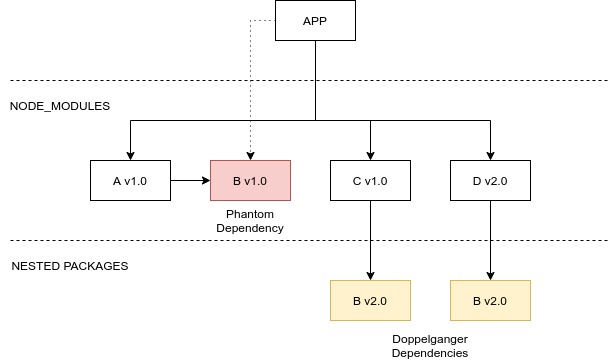 APP
NODE_MODULES
A v1.0
B v1.0
C v1.0
D v2.0
Phantom
Dependency
NESTED PACKAGES
B v2.0
B v2.0
Doppelganger
Dependencies